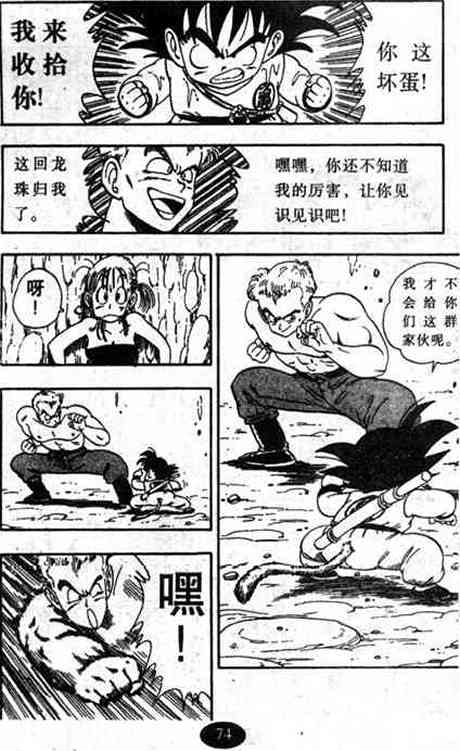 你这
坏蛋!
我来
收拾
你!
嘿嘿，你还不知道
我的厉害，让你见
识见识吧!
这回龙
珠归我
了。
我才不
会给你
们这群
家伙呢。
呀!
嘿!
74